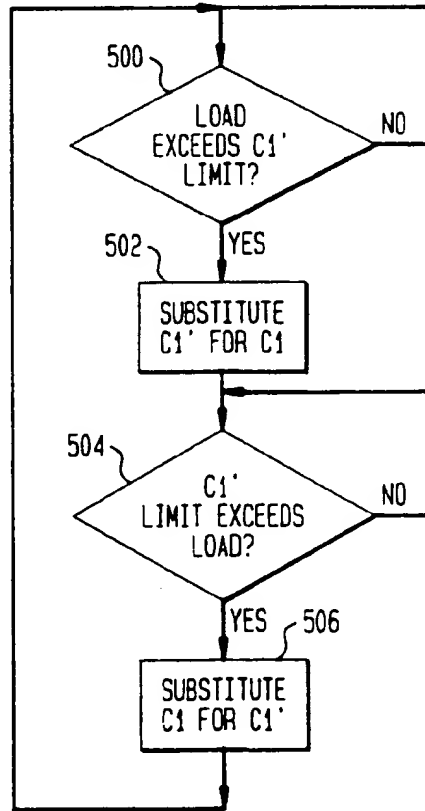 500
LOAD
EXCEEDS C1'
LIMIT?
NO
YES
502
SUBSTITUTE
C1' FOR C1
504
C1'
LIMIT EXCEEDS
LOAD?
NO
YES
506
SUBSTITUTE
C1 FOR C1'